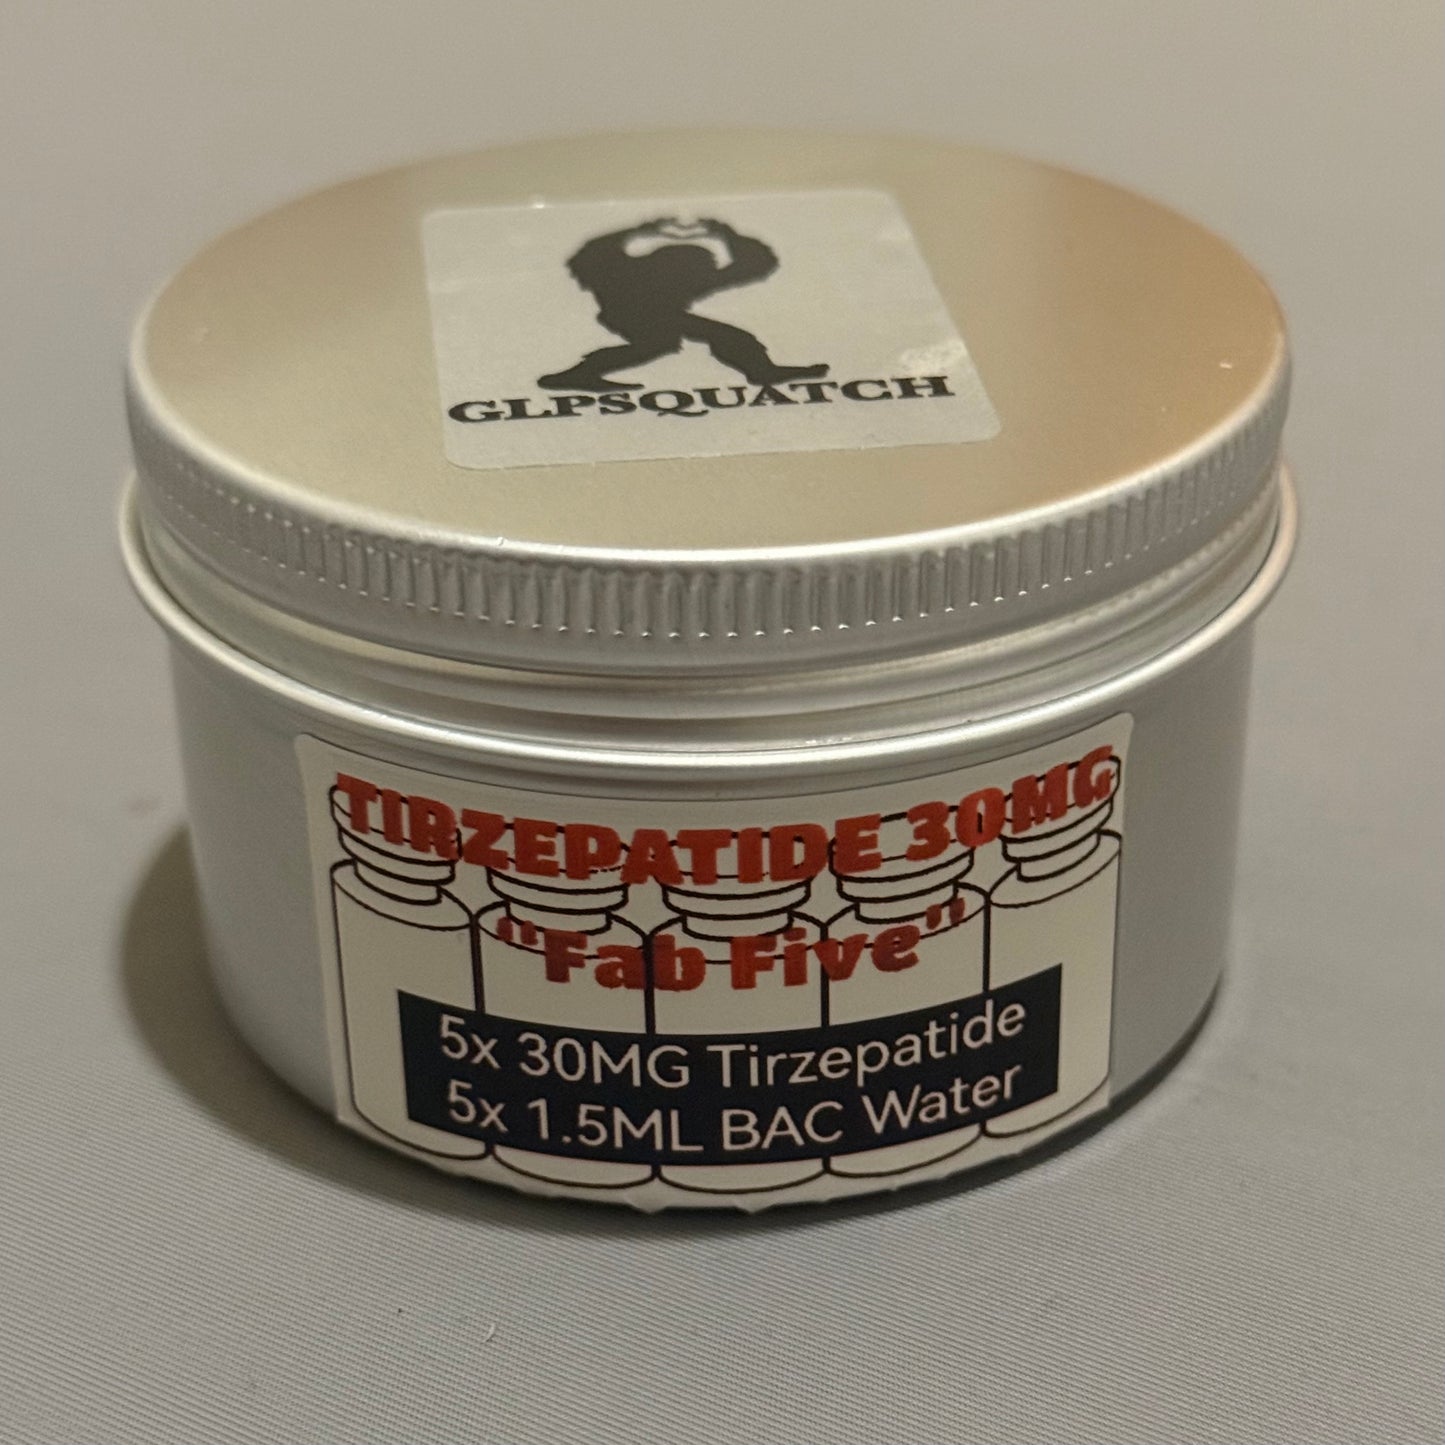 GLPSQUATCH
TIRZEPATIDE 30MG
"Fab Five"
5x 30MG Tirzepatide
5x 1.5ML BAC Water